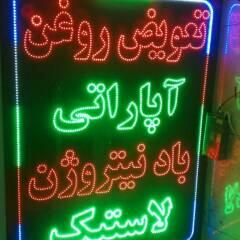 تعویض روغن
آپاراتی
باد نیتروژن
لاستیک